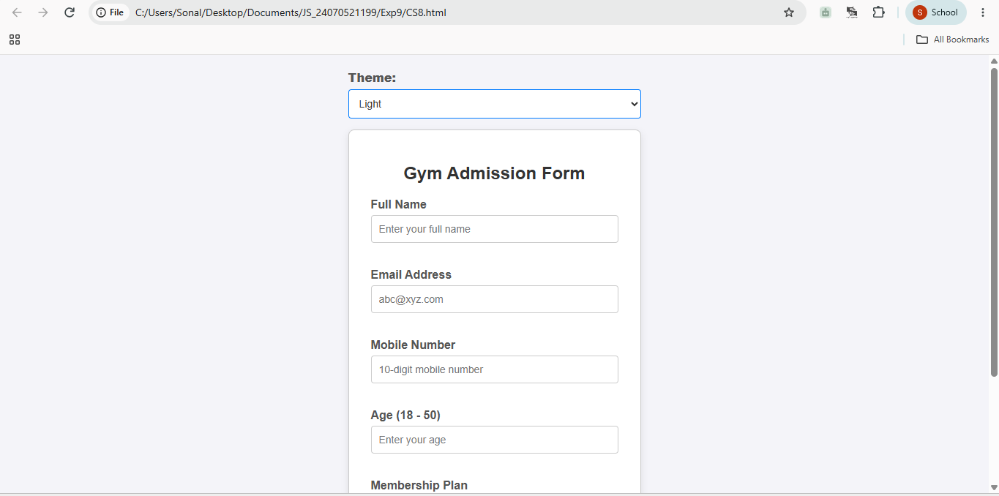 File C:/Users/Sonal/Desktop/Documents/JS_24070521199/Exp9/CS8.html S School
All Bookmarks
Theme:
Light
Gym Admission Form
Full Name
Enter your full name
Email Address
abc@xyz.com
Mobile Number
10-digit mobile number
Age (18 - 50)
Enter your age
Membership Plan